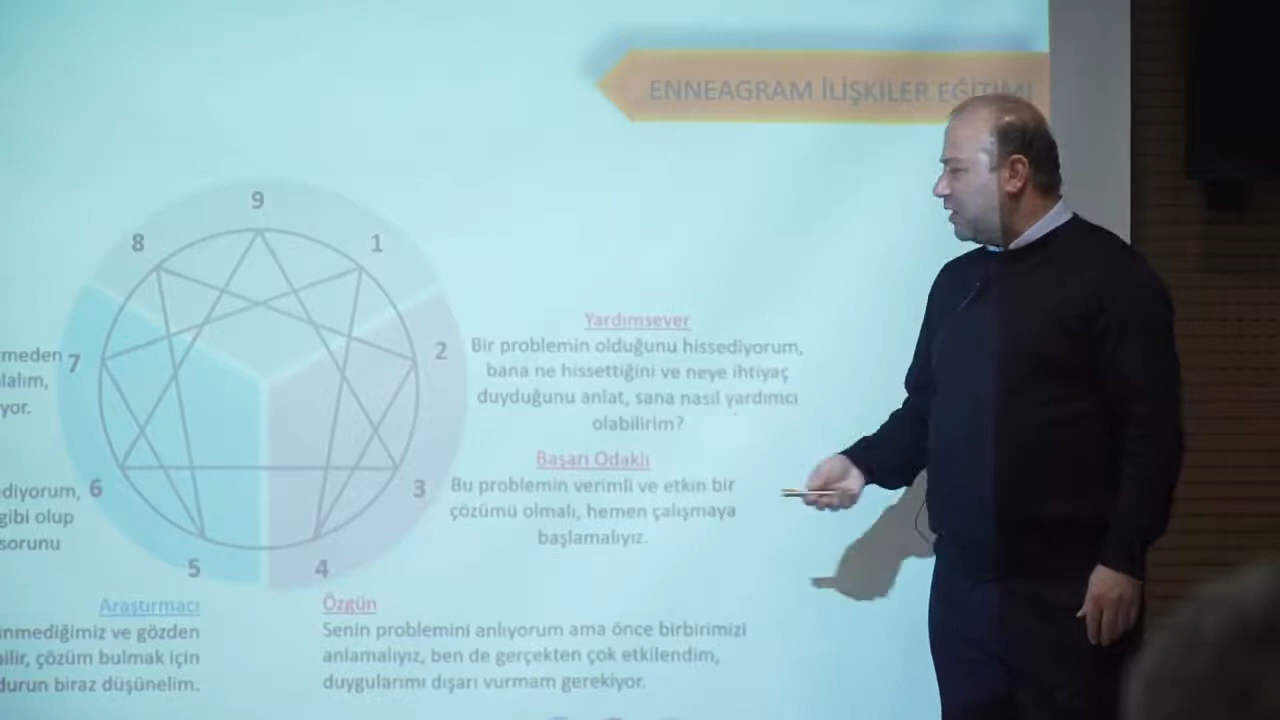 ENNEAGRAM İLİŞKİLER EĞİTİMİ
9
8
1
7
2
6
3
5
4
meden
lalım,
yor.
Yardımsever
Bir problemin olduğunu hissediyorum,
bana ne hissettiğini ve neye ihtiyaç
duyduğunu anlat, sana nasıl yardımcı
olabilirim?
Başarı Odaklı
Bu problemin verimli ve etkin bir
çözümü olmalı, hemen çalışmaya
başlamalıyız.
diyorum,
gibi olup
sorunu
Araştırmacı
nmediğimiz ve gözden
bilir, çözüm bulmak için
durun biraz düşünelim.
Özgün
Senin problemini anlıyorum ama önce birbirimizi
anlamalıyız, ben de gerçekten çok etkilendim,
duygularımı dışarı vurmam gerekiyor.